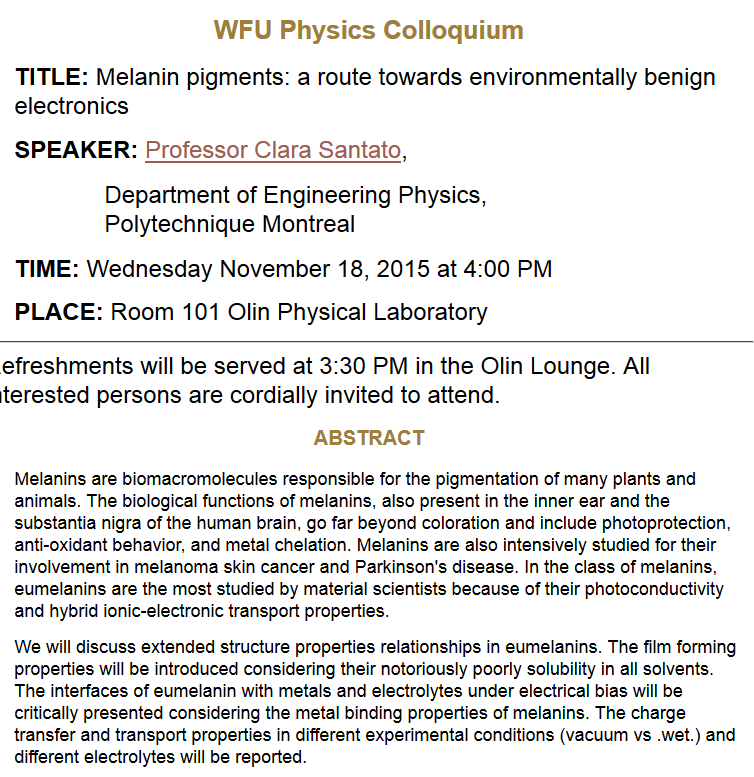 WFU Physics Colloquium
TITLE: Melanin pigments: a route towards environmentally benign
electronics
SPEAKER: Professor Clara Santato,
Department of Engineering Physics,
Polytechnique Montreal
TIME: Wednesday November 18, 2015 at 4:00 PM
PLACE: Room 101 Olin Physical Laboratory
efreshments will be served at 3:30 PM in the Olin Lounge. All
nterested persons are cordially invited to attend.
ABSTRACT
Melanins are biomacromolecules responsible for the pigmentation of many plants and
animals. The biological functions of melanins, also present in the inner ear and the
substantia nigra of the human brain, go far beyond coloration and include photoprotection,
anti-oxidant behavior, and metal chelation. Melanins are also intensively studied for their
involvement in melanoma skin cancer and Parkinson's disease. In the class of melanins,
eumelanins are the most studied by material scientists because of their photoconductivity
and hybrid ionic-electronic transport properties.
We will discuss extended structure properties relationships in eumelanins. The film forming
properties will be introduced considering their notoriously poorly solubility in all solvents.
The interfaces of eumelanin with metals and electrolytes under electrical bias will be
critically presented considering the metal binding properties of melanins. The charge
transfer and transport properties in different experimental conditions (vacuum vs .wet.) and
different electrolytes will be reported.